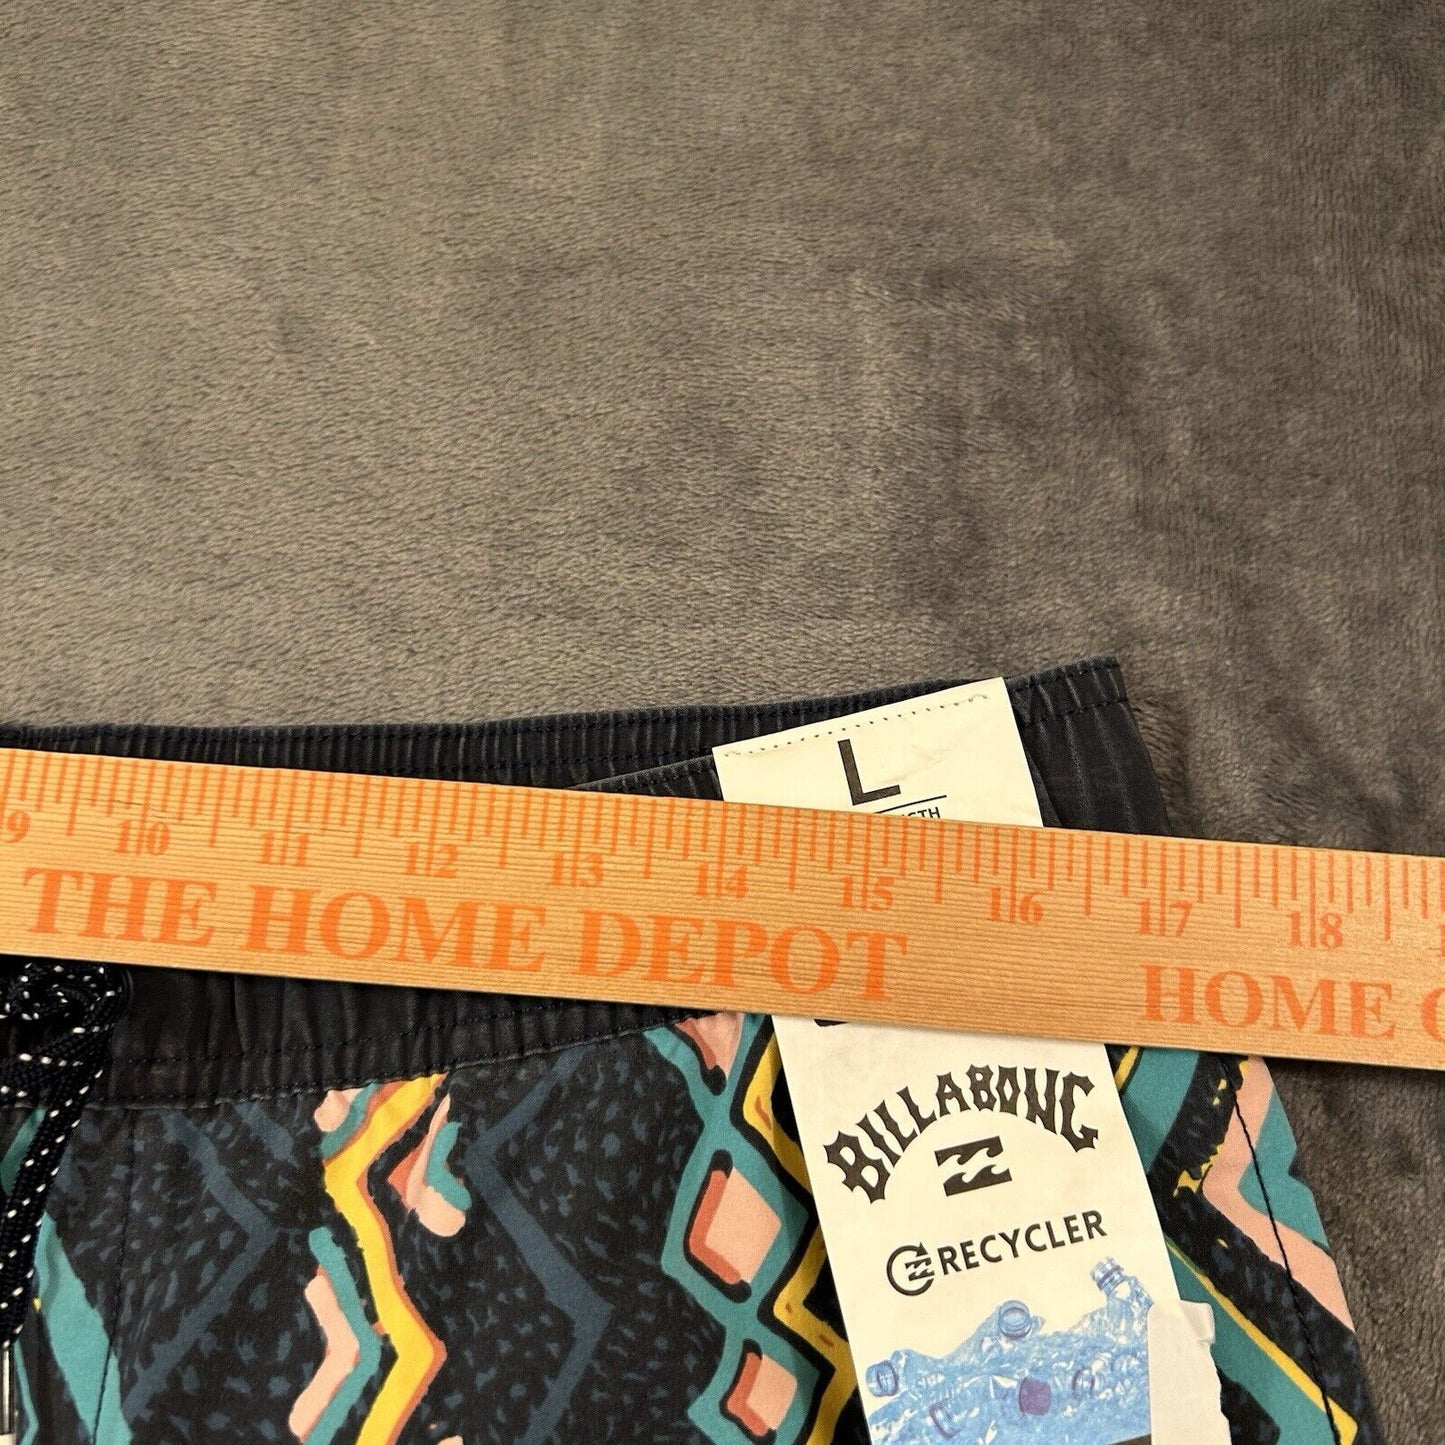 L
9 10 11 12 13 14 15 16 17 18
THE HOME DEPOT HOME
BILLABONG
RECYCLER